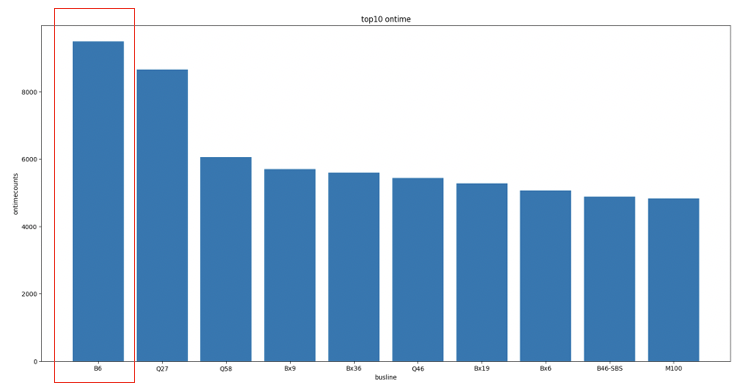 top10 ontime
8000
6000
4000
2000
0
ontimecounts
B6 Q27 Q58 Bx9 Bx36 Q46 Bx19 Bx6 B46-SBS M100
busline